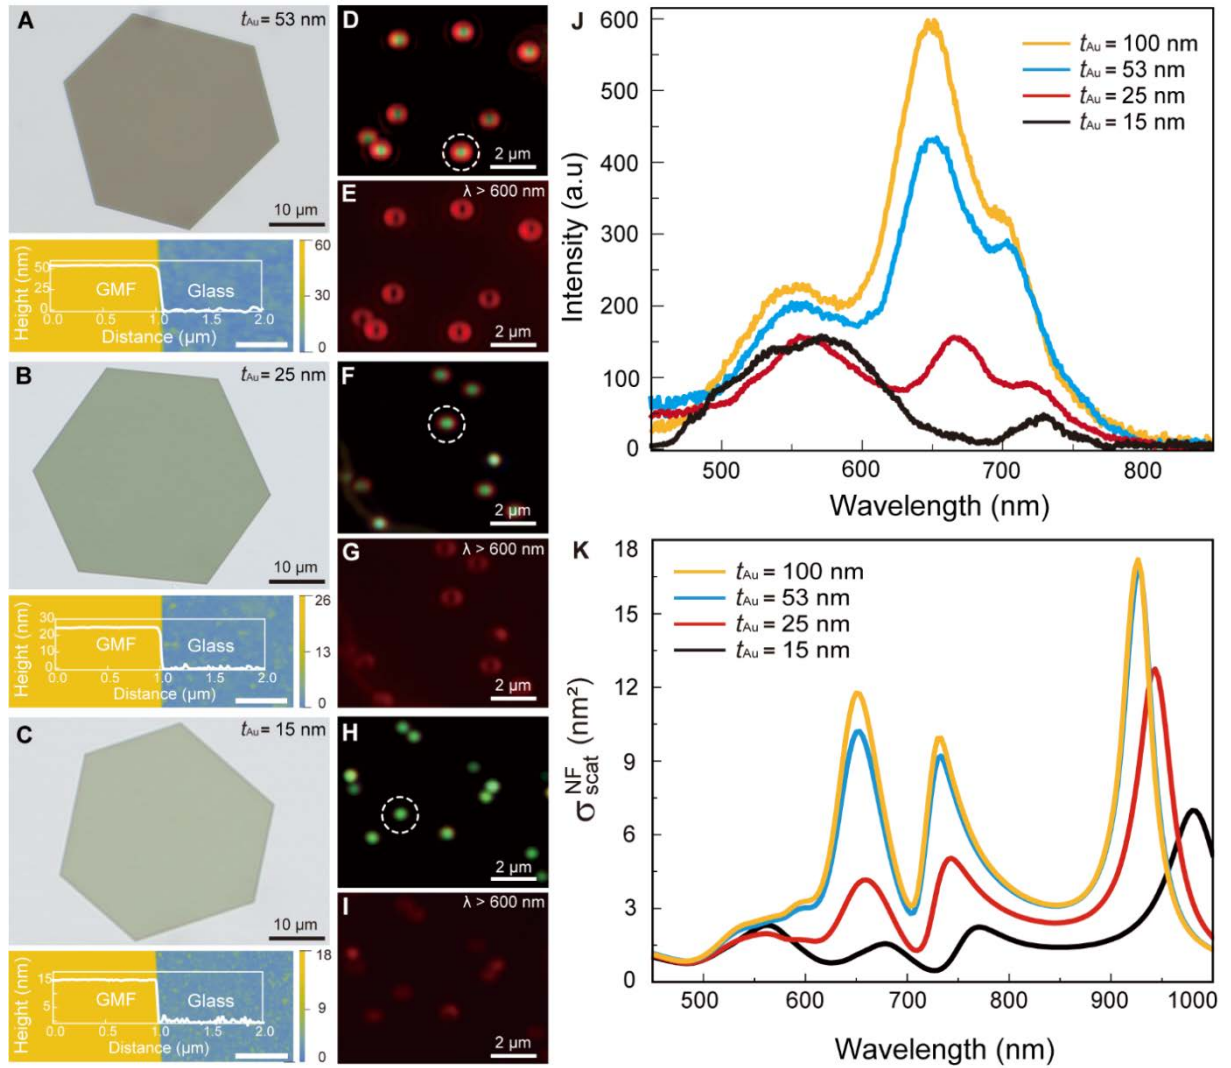 A
tAu = 53 nm
10 µm
Height (nm)
50
25
0
GMF
Glass
0.0
0.5
1.0
1.5
2.0
Distance (µm)
60
30
0
B
tAu = 25 nm
10 µm
Height (nm)
30
20
10
0
GMF
Glass
0.0
0.5
1.0
1.5
2.0
Distance (µm)
26
13
0
C
tAu = 15 nm
10 µm
Height (nm)
15
5
GMF
Glass
0.0
0.5
1.0
1.5
2.0
Distance (µm)
18
9
0
D
2 µm
E
λ > 600 nm
2 µm
F
2 µm
G
λ > 600 nm
2 µm
H
2 µm
I
λ > 600 nm
2 µm
J
tAu = 100 nm
tAu = 53 nm
tAu = 25 nm
tAu = 15 nm
Intensity (a.u)
600
500
400
300
200
100
0
500
600
700
800
Wavelength (nm)
K
tAu = 100 nm
tAu = 53 nm
tAu = 25 nm
tAu = 15 nm
σ NF scat (nm²)
18
15
12
9
6
3
0
500
600
700
800
900
1000
Wavelength (nm)